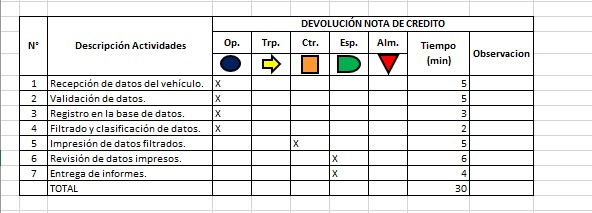 DEVOLUCIÓN NOTA DE CREDITO
N° Descripción Actividades Op. Trp. Ctr. Esp. Alm. Tiempo (min) Observacion
1 Recepción de datos del vehículo. X 5
2 Validación de datos. X 5
3 Registro en la base de datos. X 3
4 Filtrado y clasificación de datos. X 2
5 Impresión de datos filtrados. X 5
6 Revisión de datos impresos. X 6
7 Entrega de informes. X 4
TOTAL 30